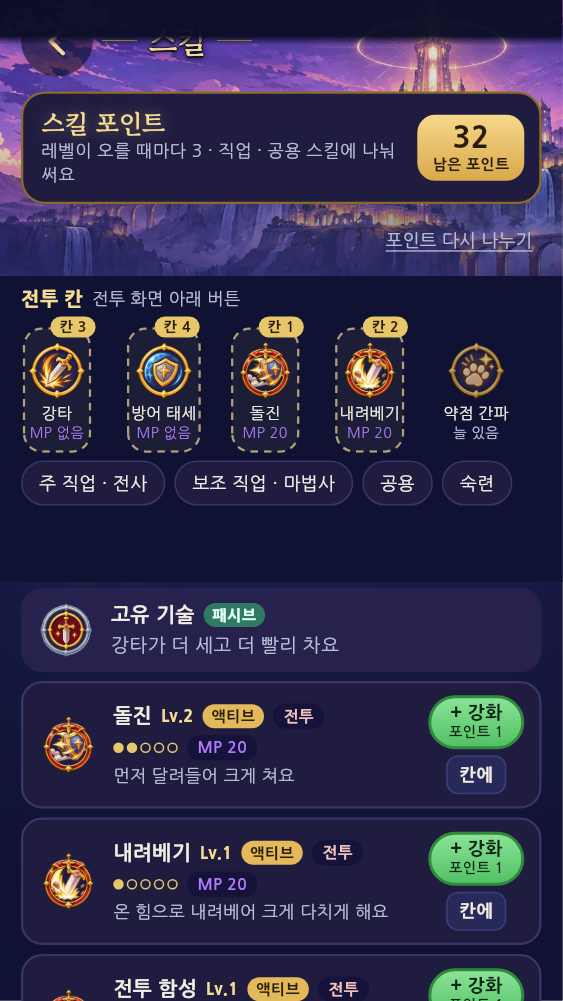 스킬
스킬 포인트
레벨이 오를 때마다 3 · 직업 · 공용 스킬에 나눠
써요
32
남은 포인트
포인트 다시 나누기
전투 칸 전투 화면 아래 버튼
칸 3 칸 4 칸 1 칸 2
강타 방어 태세 돌진 내려베기 약점 간파
MP 없음 MP 없음 MP 20 MP 20 늘 있음
주 직업 · 전사 보조 직업 · 마법사 공용 숙련
고유 기술 패시브
강타가 더 세고 더 빨리 차요
돌진 Lv.2 액티브 전투
MP 20
먼저 달려들어 크게 쳐요
+ 강화
포인트 1
칸에
내려베기 Lv.1 액티브 전투
MP 20
온 힘으로 내려베어 크게 다치게 해요
+ 강화
포인트 1
칸에
전투 함성 Lv.1 액티브 전투
+ 강화